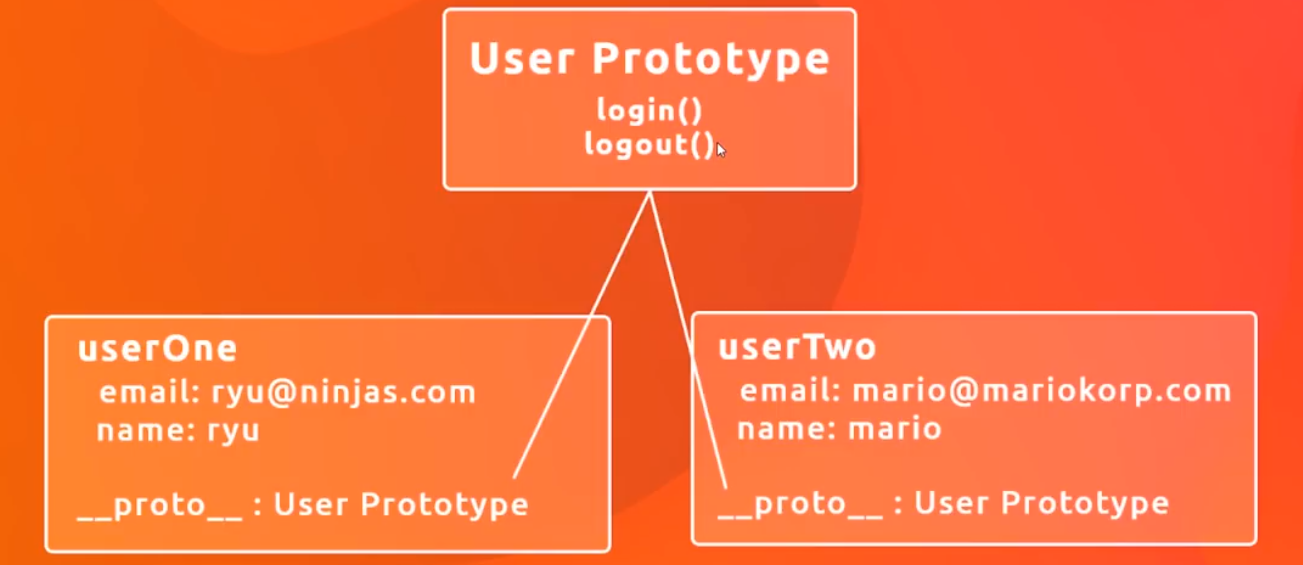 User Prototype
login()
logout()
userOne
email: ryu@ninjas.com
name: ryu
__proto__ : User Prototype
userTwo
email: mario@mariokorp.com
name: mario
__proto__ : User Prototype